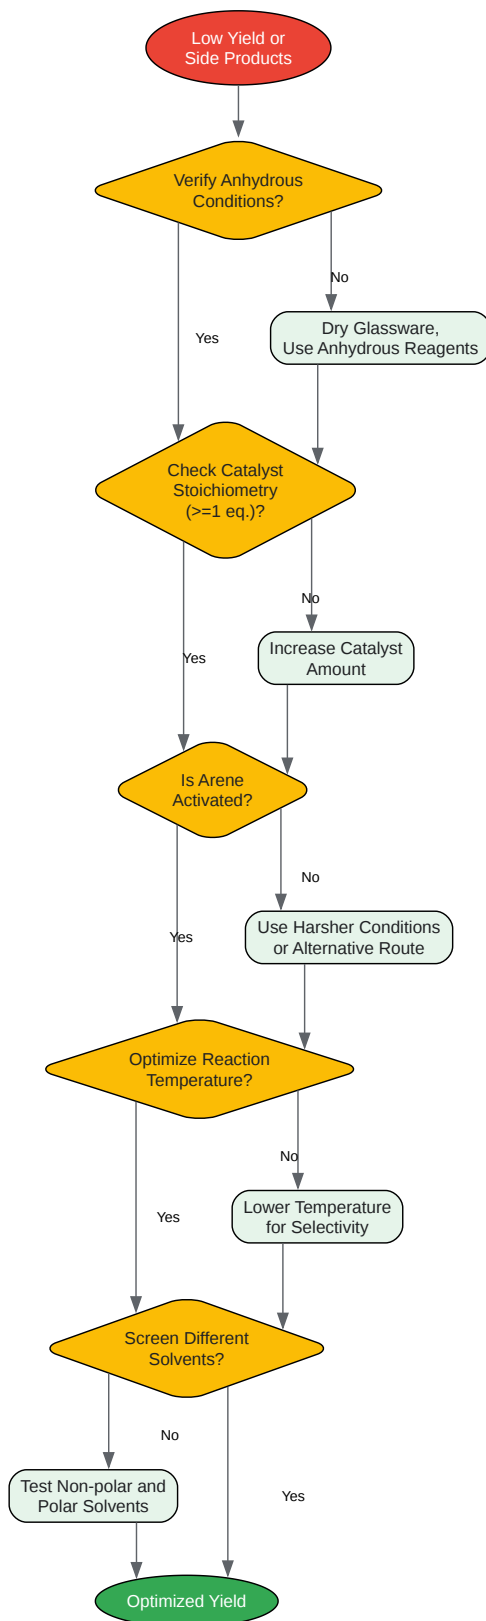 Low Yield or
Side Products
Verify Anhydrous
Conditions?
No
Dry Glassware,
Use Anhydrous Reagents
Yes
Check Catalyst
Stoichiometry
(>=1 eq.)?
No
Increase Catalyst
Amount
Yes
Is Arene
Activated?
No
Use Harsher Conditions
or Alternative Route
Yes
Optimize Reaction
Temperature?
No
Lower Temperature
for Selectivity
Yes
Screen Different
Solvents?
No
Test Non-polar and
Polar Solvents
Yes
Optimized Yield